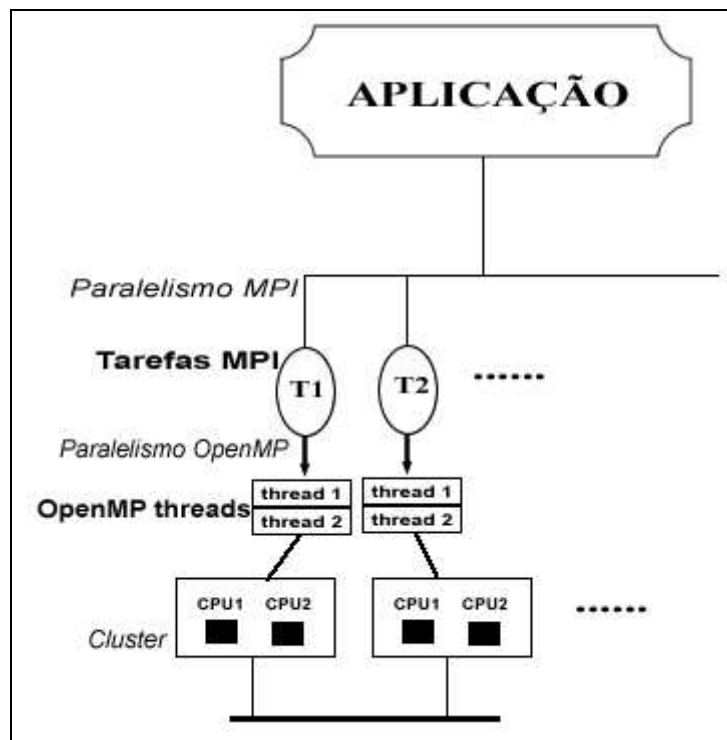 APLICAÇÃO
Paralelismo MPI
Tarefas MPI
T1
T2
Paralelismo OpenMP
OpenMP threads
thread 1
thread 2
thread 1
thread 2
CPU1 CPU2
CPU1 CPU2
Cluster